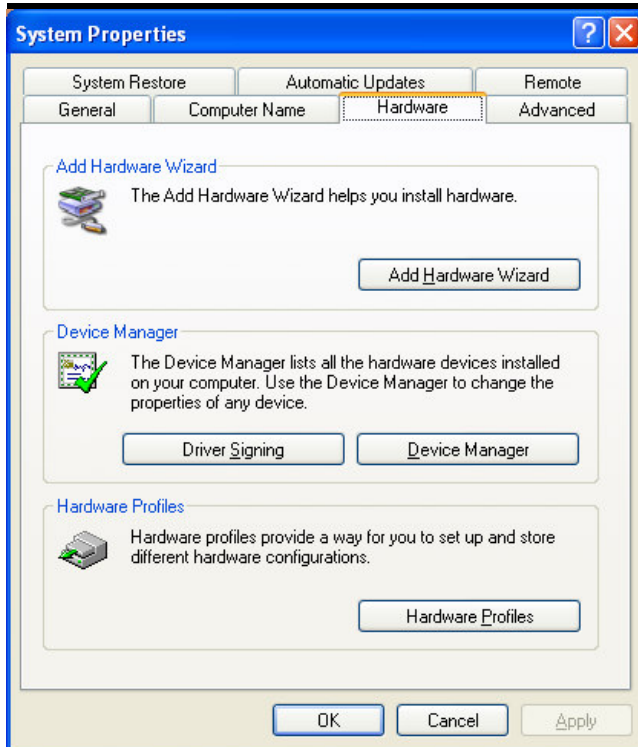 System Properties
System Restore
Automatic Updates
Remote
General
Computer Name
Hardware
Advanced
Add Hardware Wizard
The Add Hardware Wizard helps you install hardware.
Add Hardware Wizard
Device Manager
The Device Manager lists all the hardware devices installed
on your computer. Use the Device Manager to change the
properties of any device.
Driver Signing
Device Manager
Hardware Profiles
Hardware profiles provide a way for you to set up and store
different hardware configurations.
Hardware Profiles
OK
Cancel
Apply